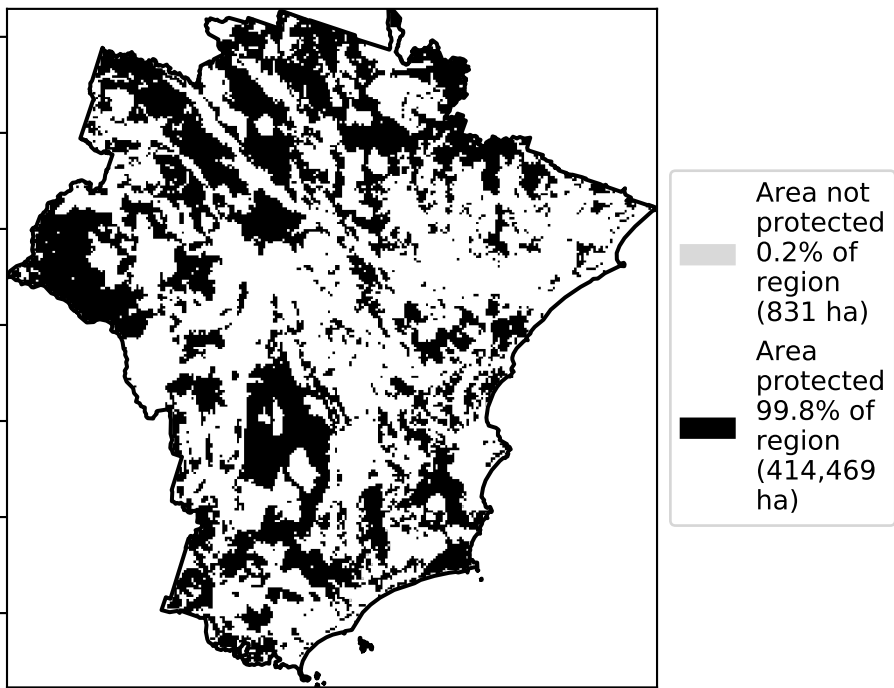 Area not
protected
0.2% of
region
(831 ha)
Area
protected
99.8% of
region
(414,469
ha)